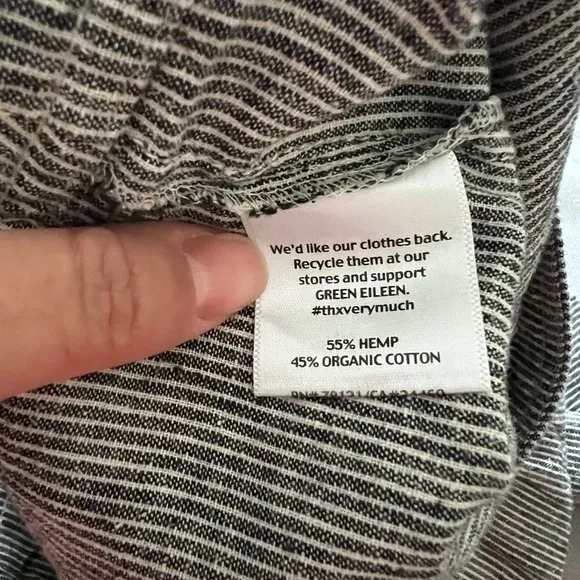 We'd like our clothes back.
Recycle them at our
stores and support
GREEN EILEEN.
#thxverymuch
55% HEMP
45% ORGANIC COTTON